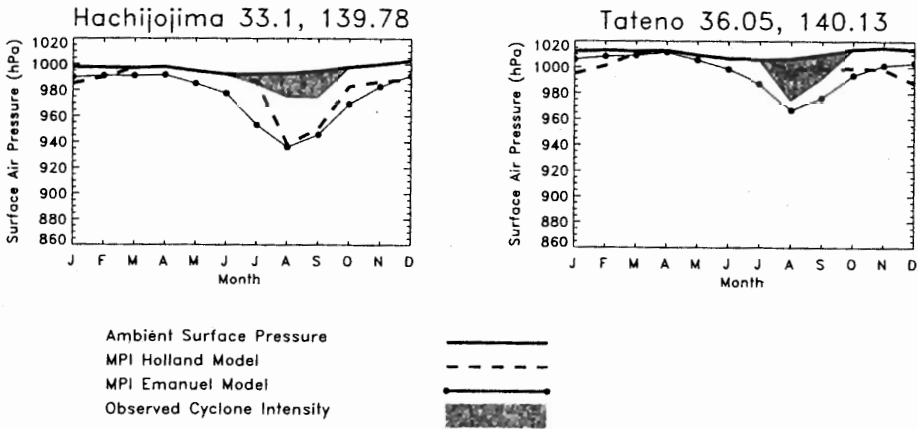 Hachijojima 33.1, 139.78
Surface Air Pressure (hPa)
1020
1000
980
960
940
920
900
880
860
J F M A M J J A S O N D
Month
Tateno 36.05, 140.13
Surface Air Pressure (hPa)
1020
1000
980
960
940
920
900
880
860
J F M A M J J A S O N D
Month
Ambient Surface Pressure
MPI Holland Model
MPI Emanuel Model
Observed Cyclone Intensity